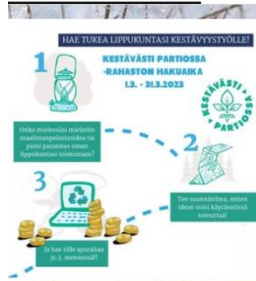 HAE TUKEA LIPPUKUNTASI KESTÄVYYSTYÖLLE!
1
KESTÄVÄSTI PARTIOSSA
-RAHASTON HAKUAIKA
1.3. - 31.3.2023
KESTÄVÄSTI PARTIOSSA
Onko mielessäsi mieletön
maailmanpelastusidea tai
pieni parannus oman
lippukuntasi toimintaan?
2
3
Tee suunnitelma, miten
idean voisi käytännössä
toteuttaa!
Ja hae sille apurahaa
31.3. mennessä!